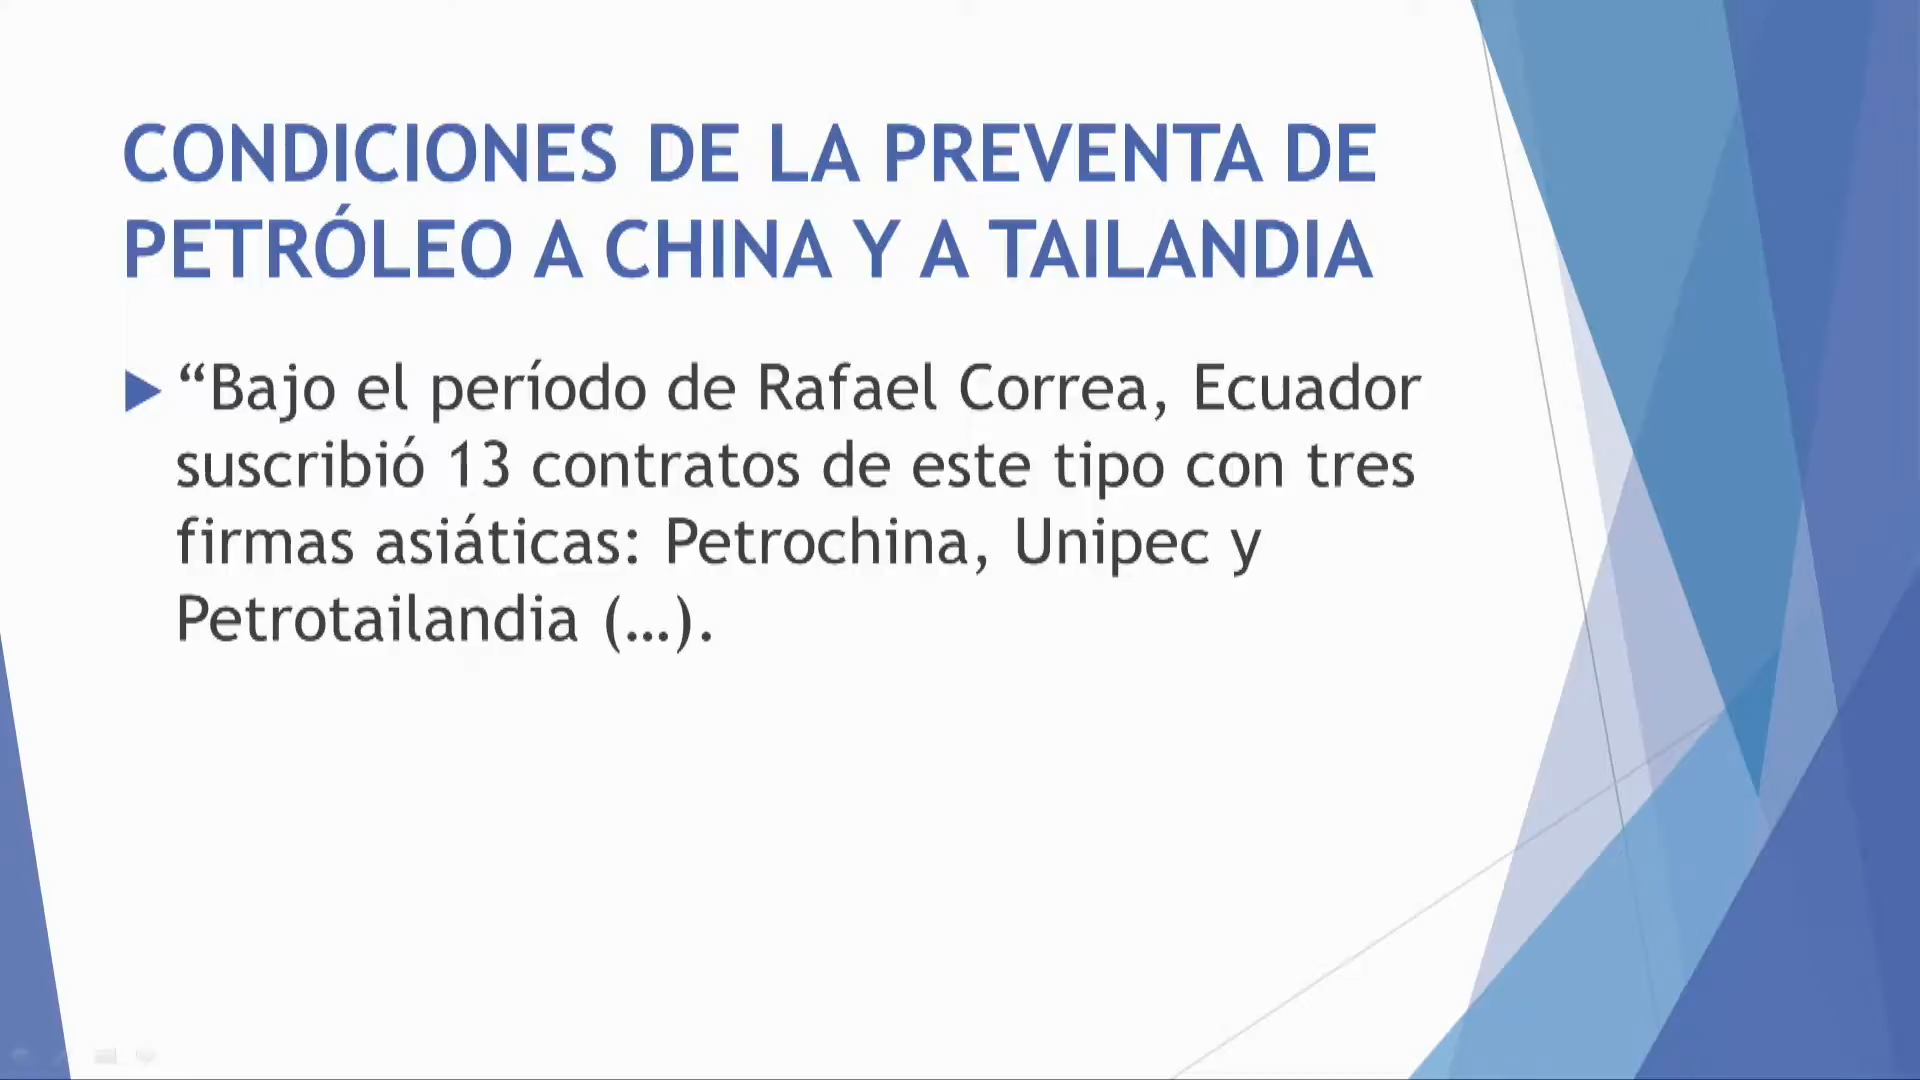 CONDICIONES DE LA PREVENTA DE
PETRÓLEO A CHINA Y A TAILANDIA
“Bajo el período de Rafael Correa, Ecuador
suscribió 13 contratos de este tipo con tres
firmas asiáticas: Petrochina, Unipec y
Petrotailandia (…).